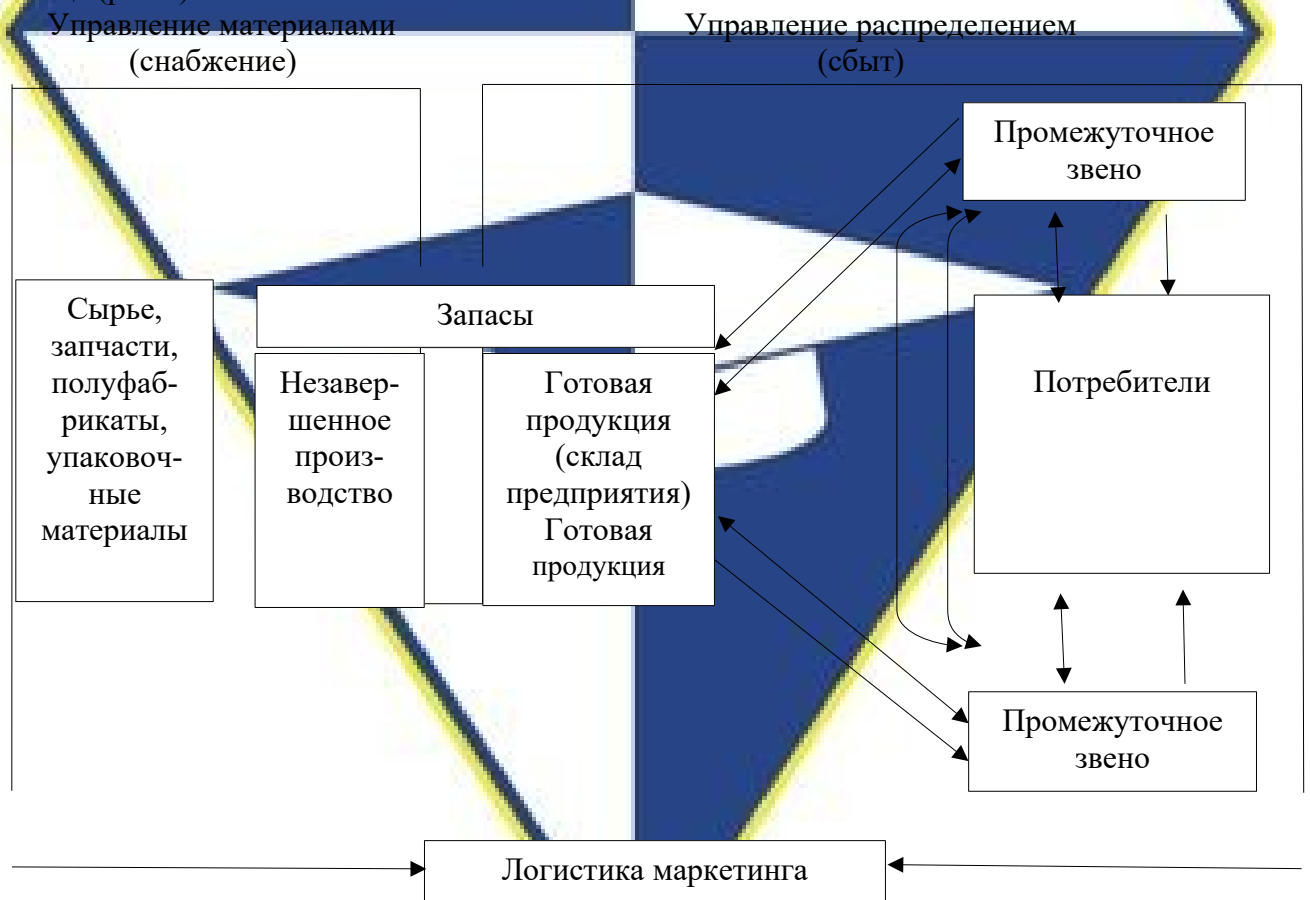 Управление материалами
(снабжение)
Управление распределением
(сбыт)
Промежуточное
звено
Сырье,
запчасти,
полуфаб-
рикаты,
упаковоч-
ные
материалы
Запасы
Незавер-
шенное
произ-
водство
Готовая
продукция
(склад
предприятия)
Готовая
продукция
Потребители
Промежуточное
звено
Логистика маркетинга